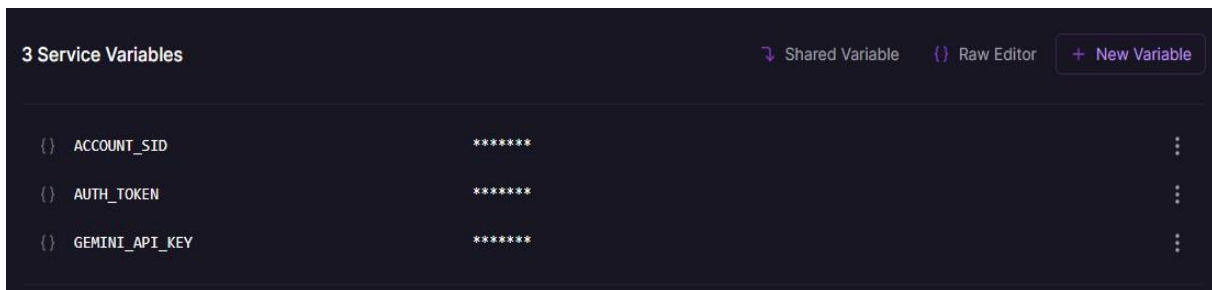 3 Service Variables Shared Variable {} Raw Editor + New Variable
{} ACCOUNT_SID *******
{} AUTH_TOKEN *******
{} GEMINI_API_KEY *******